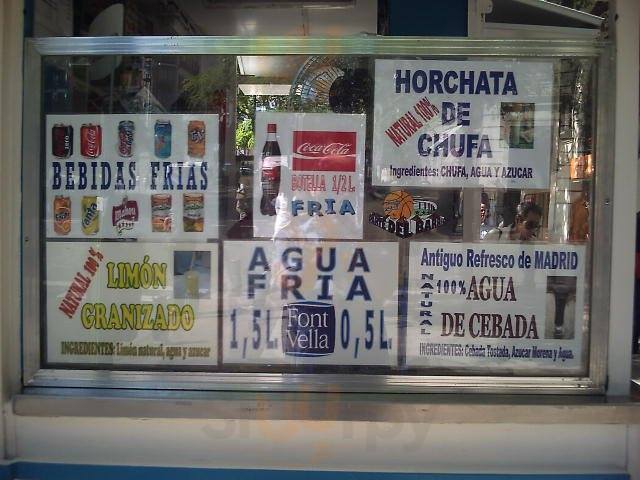 BEBIDAS FRIAS
Coca-Cola
BOTELLA 1/2 L
FRIA
HORCHATA
DE
CHUFA
NATURAL 100%
Ingredientes: CHUFA, AGUA Y AZUCAR
NATURAL 100%
LIMÓN
GRANIZADO
INGREDIENTES: Limón natural, agua y azucar
AGUA
FRIA
1,5L. Font Vella 0,5L.
Antiguo Refresco de MADRID
NATURAL
100% AGUA
DE CEBADA
INGREDIENTES: Cebada Tostada, Azucar Morena y Agua.